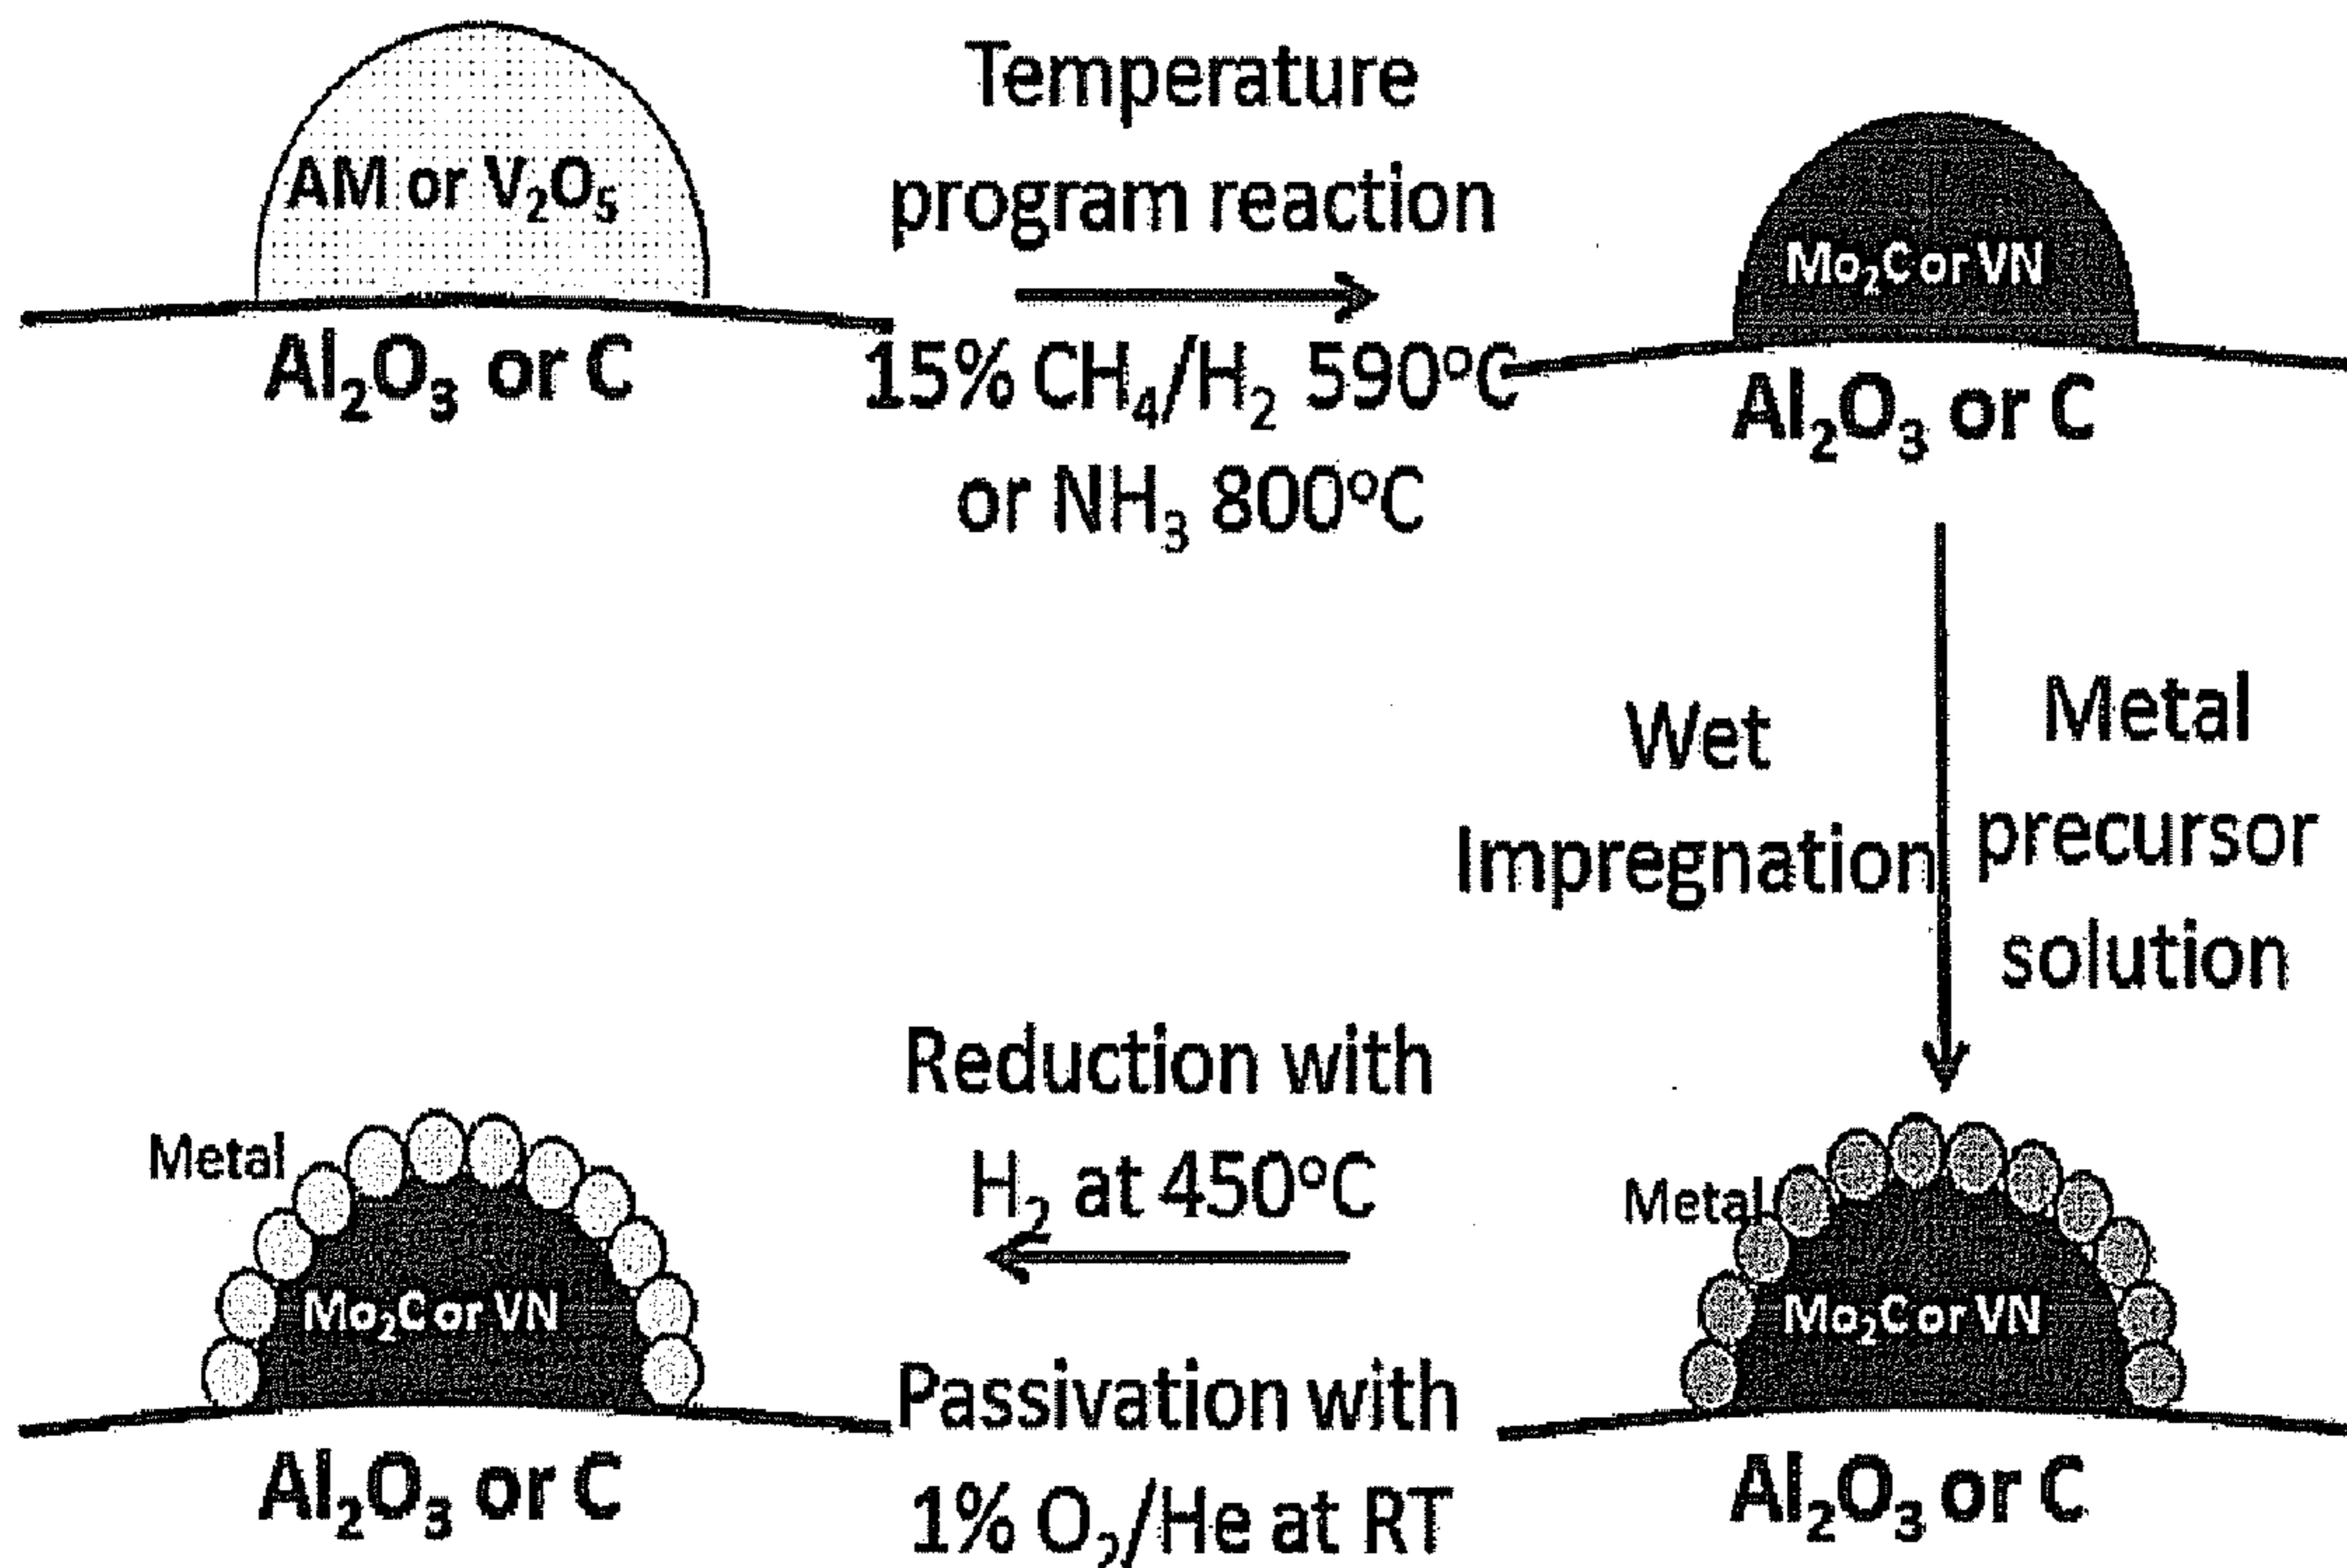 AM or V₂O₅
Al₂O₃ or C
Temperature
program reaction
15% CH₄/H₂ 590°C
or NH₃ 800°C
Mo₂C or VN
Al₂O₃ or C
Wet
Impregnation
Metal
precursor
solution
Metal
Mo₂C or VN
Al₂O₃ or C
Reduction with
H₂ at 450°C
Passivation with
1% O₂/He at RT
Metal
Mo₂C or VN
Al₂O₃ or C